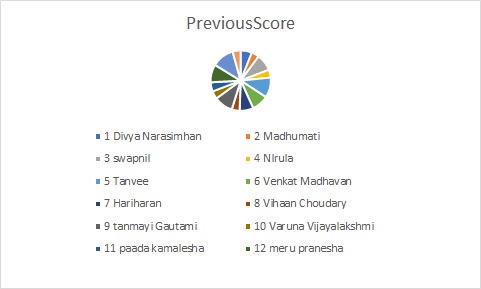 PreviousScore
1 Divya Narasimhan
2 Madhumati
3 swapnil
4 NIrula
5 Tanvee
6 Venkat Madhavan
7 Hariharan
8 Vihaan Choudary
9 tanmayi Gautami
10 Varuna Vijayalakshmi
11 paada kamalesha
12 meru pranesha